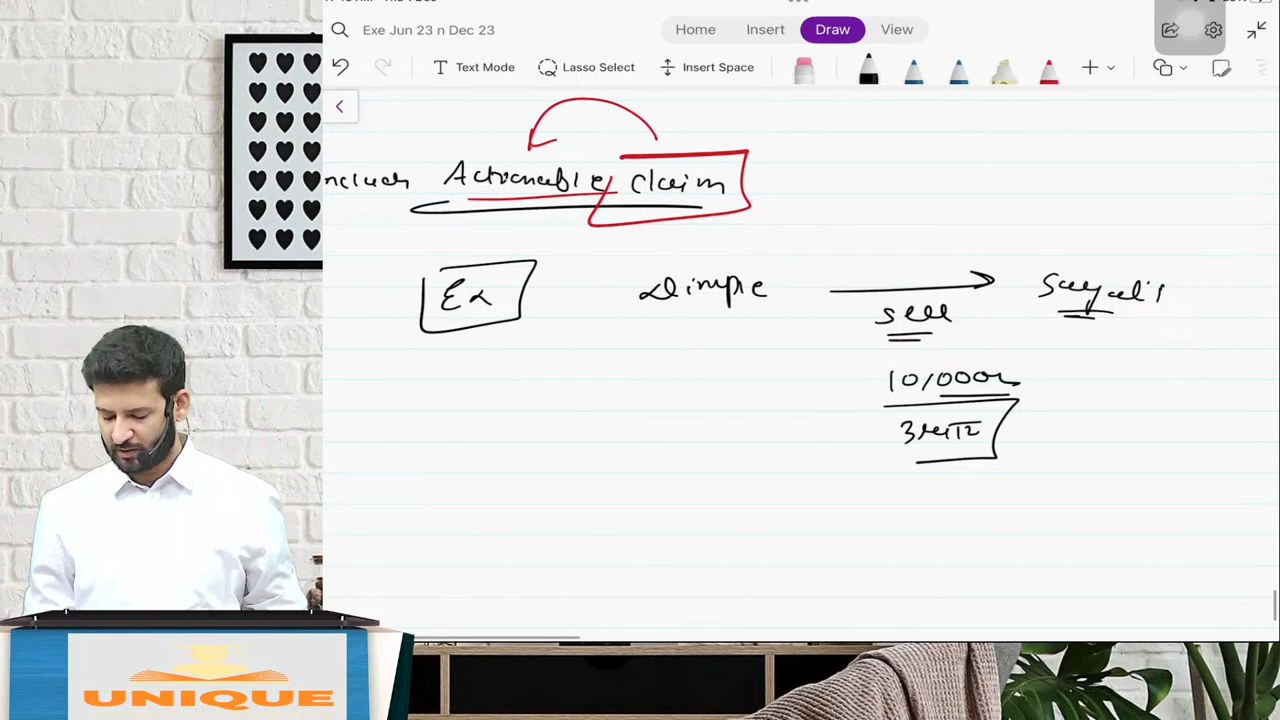 Exe Jun 23 n Dec 23
Home Insert Draw View
Text Mode Lasso Select Insert Space
Actionable claim
Ex Dimple sell Sayali
10,000
UNIQUE